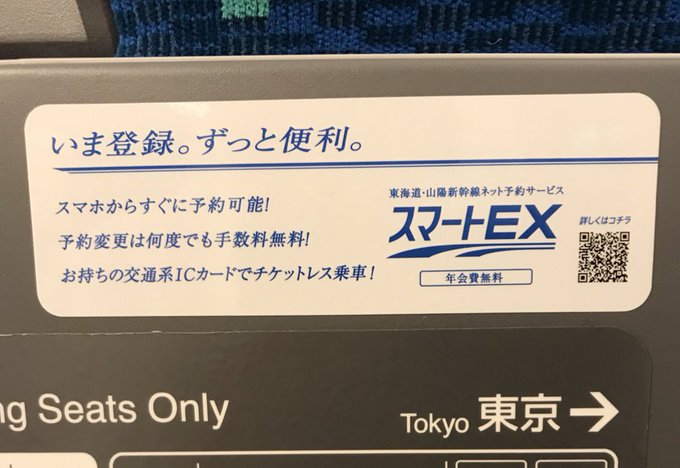 いま登録。ずっと便利。
スマホからすぐに予約可能!
予約変更は何度でも手数料無料!
お持ちの交通系ICカードでチケットレス乗車!
東海道・山陽新幹線ネット予約サービス
スマートEX
年会費無料
詳しくはコチラ
ng Seats Only
Tokyo 東京→